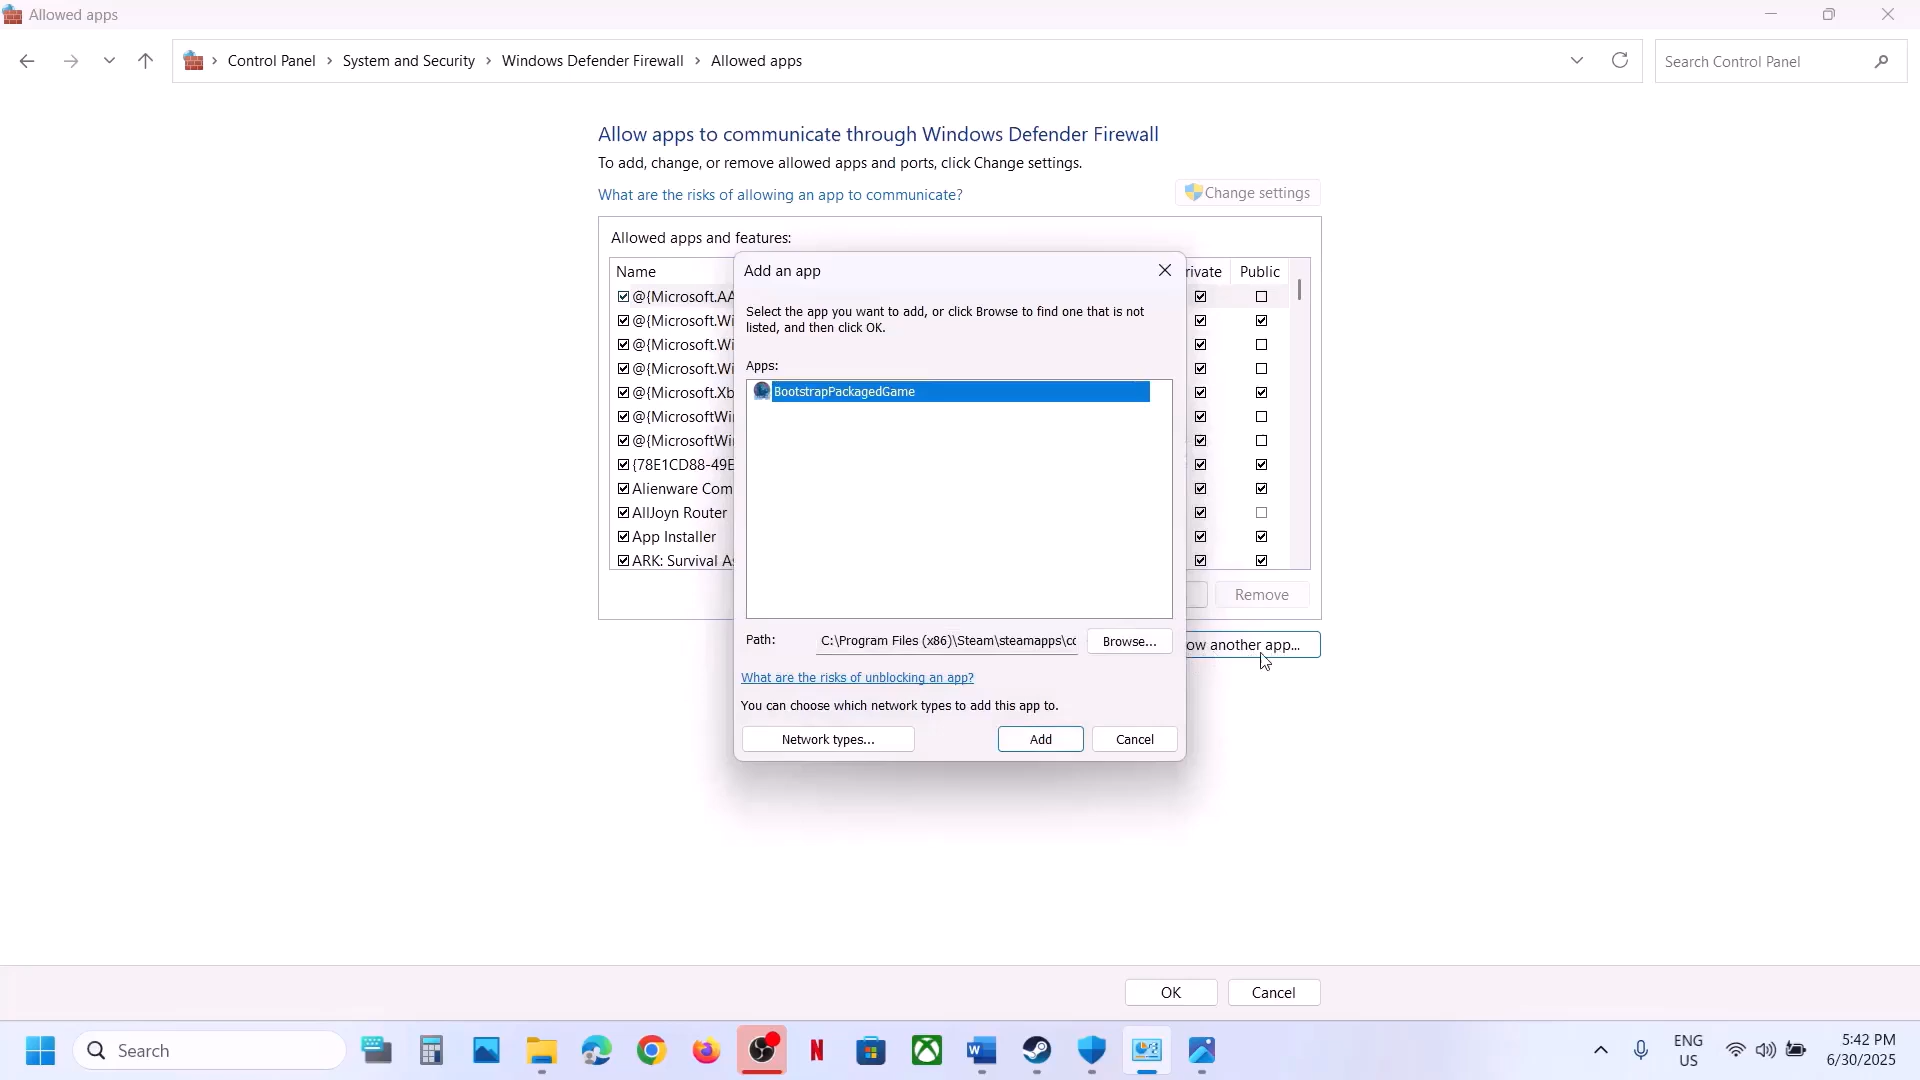 Allowed apps
Control Panel > System and Security > Windows Defender Firewall > Allowed apps
Search Control Panel
Allow apps to communicate through Windows Defender Firewall
To add, change, or remove allowed apps and ports, click Change settings.
What are the risks of allowing an app to communicate?
Change settings
Allowed apps and features:
Name
rivate
Public
@{Microsoft.AA
@{Microsoft.Wi
@{Microsoft.Wi
@{Microsoft.Wi
@{Microsoft.Xb
@{MicrosoftWi
@{MicrosoftWi
{78E1CD88-49E
Alienware Com
AllJoyn Router
App Installer
ARK: Survival As
Remove
ow another app...
Add an app
Select the app you want to add, or click Browse to find one that is not
listed, and then click OK.
Apps:
BootstrapPackagedGame
Path:
C:\Program Files (x86)\Steam\steamapps\cc
Browse...
What are the risks of unblocking an app?
You can choose which network types to add this app to.
Network types...
Add
Cancel
OK
Cancel
Search
ENG
US
5:42 PM
6/30/2025